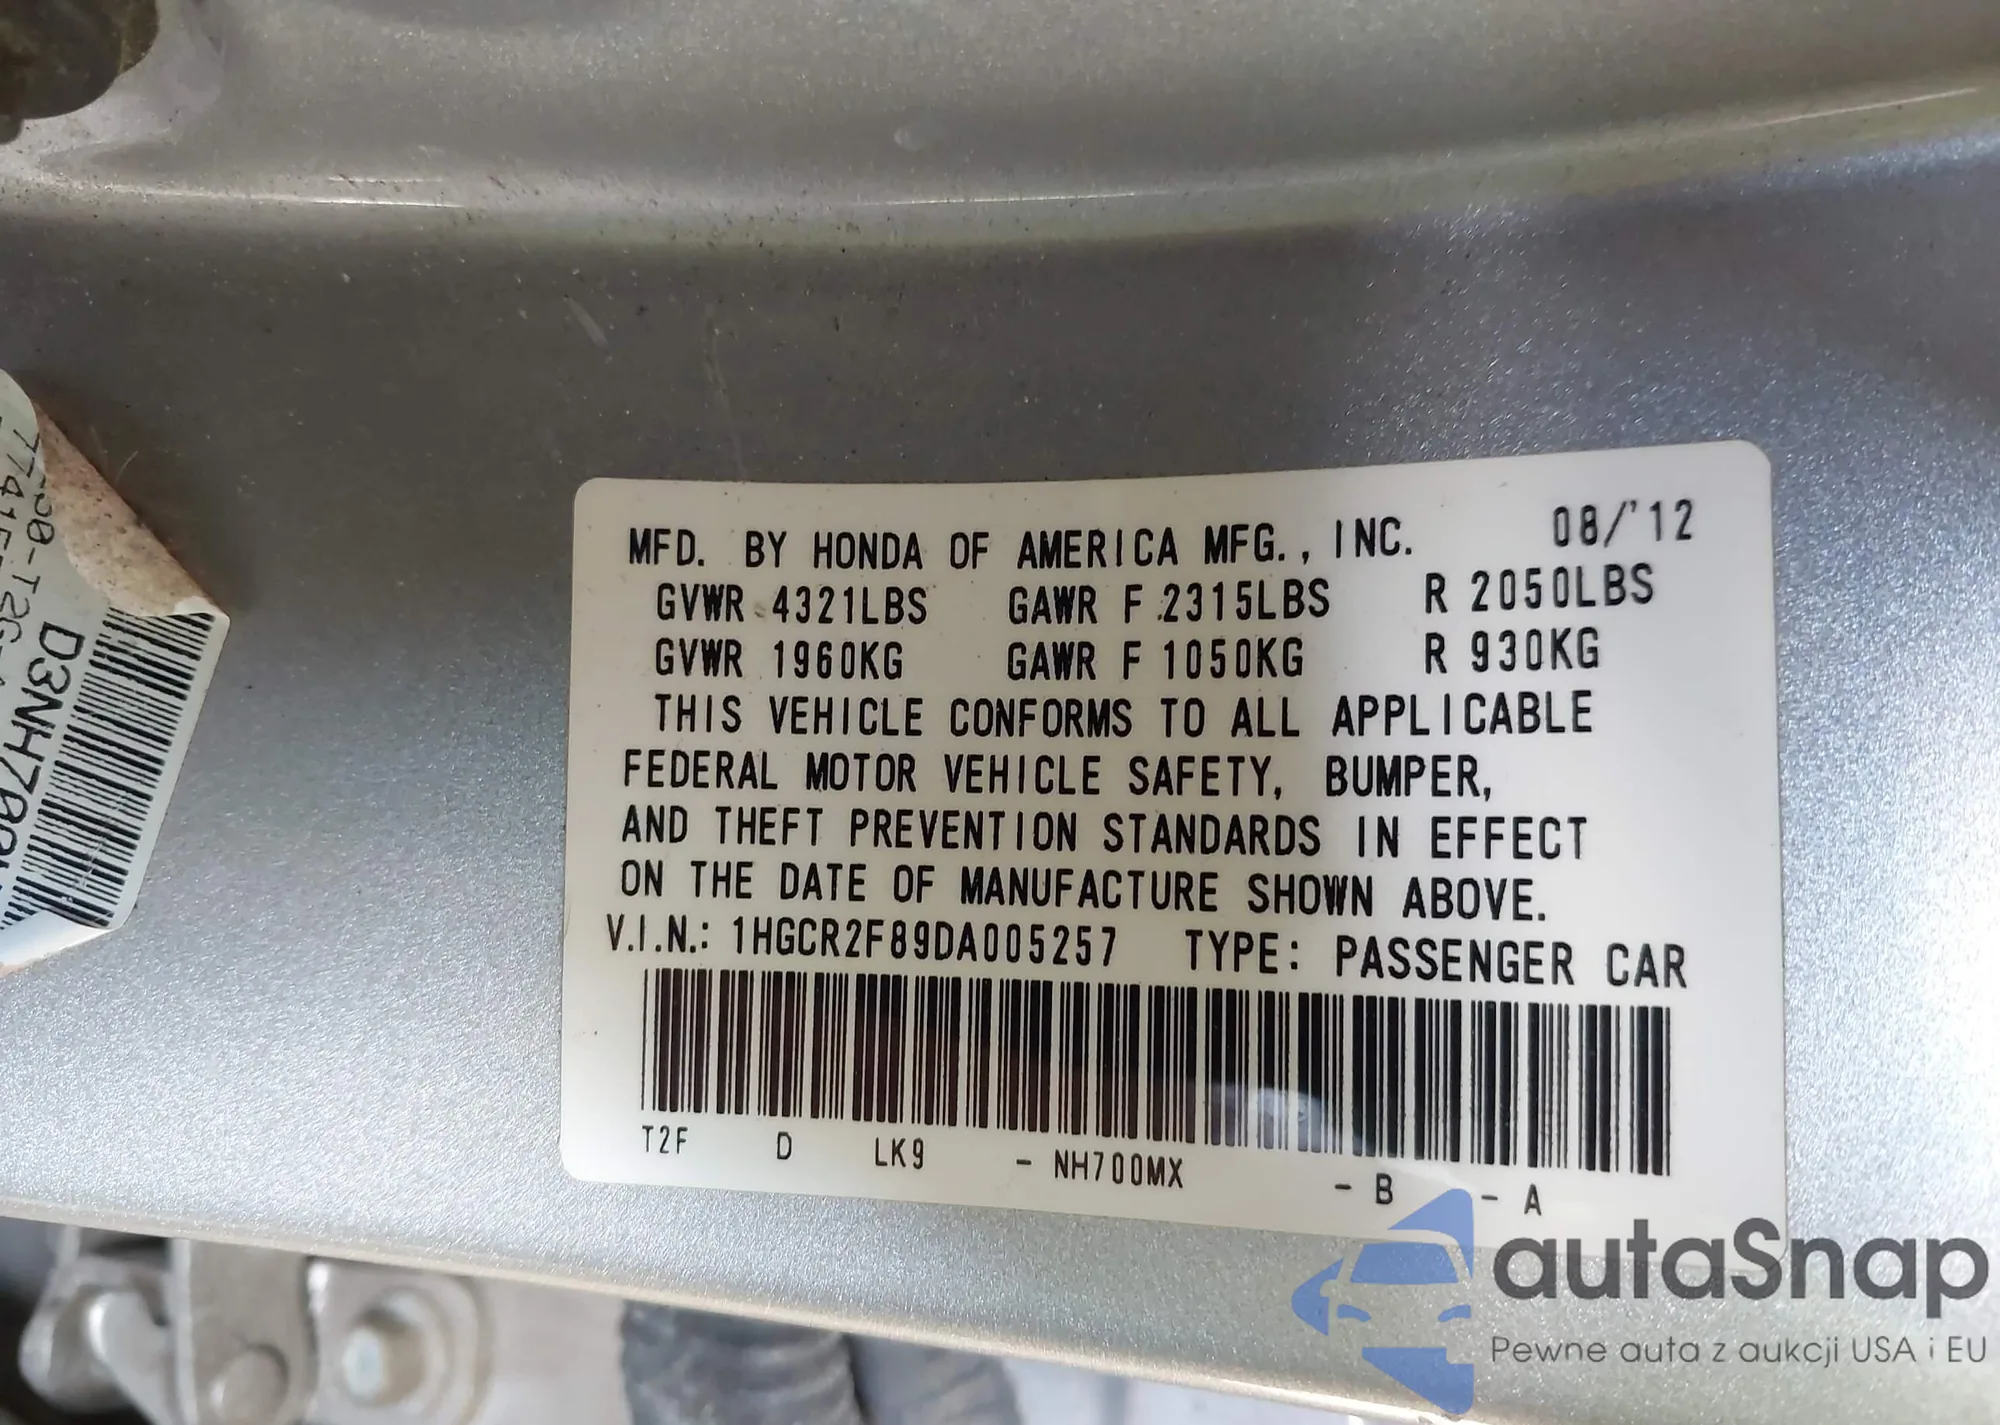 MFD. BY HONDA OF AMERICA MFG., INC. 08/'12
GVWR 4321LBS GAWR F 2315LBS R 2050LBS
GVWR 1960KG GAWR F 1050KG R 930KG
THIS VEHICLE CONFORMS TO ALL APPLICABLE
FEDERAL MOTOR VEHICLE SAFETY, BUMPER,
AND THEFT PREVENTION STANDARDS IN EFFECT
ON THE DATE OF MANUFACTURE SHOWN ABOVE.
V.I.N.: 1HGCR2F89DA005257 TYPE: PASSENGER CAR
T2F D LK9 - NH700MX - B - A
D3NH700
autaSnap
Pewne auta z aukcji USA i EU